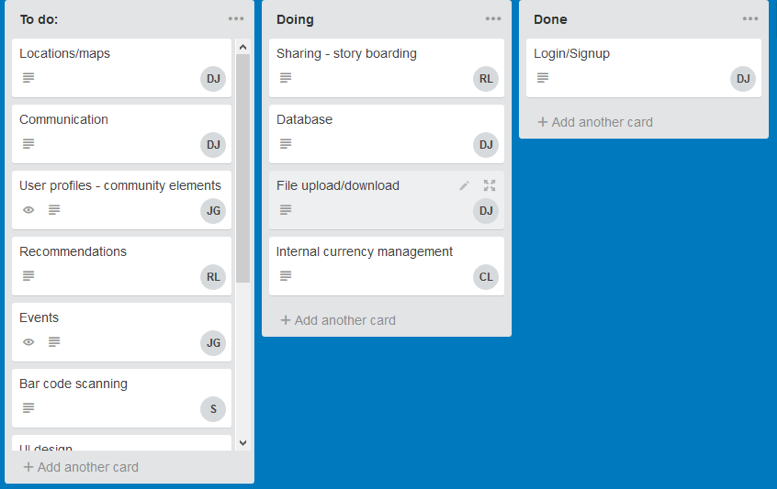 To do:
Locations/maps
DJ
Communication
DJ
User profiles - community elements
JG
Recommendations
RL
Events
JG
Bar code scanning
S
UI design
+ Add another card
Doing
Sharing - story boarding
RL
Database
DJ
File upload/download
DJ
Internal currency management
CL
+ Add another card
Done
Login/Signup
DJ
+ Add another card